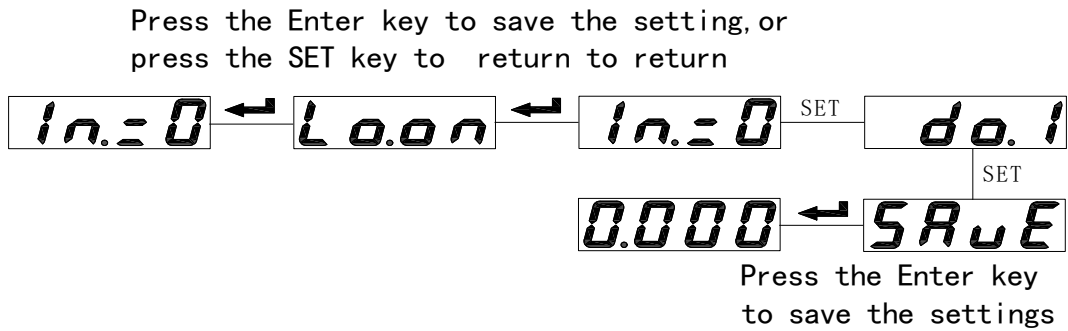 Press the Enter key to save the setting,or
press the SET key to  return to return
In.=0 Lo.on In.=0 SET do.1
SET
0.000 SAvE
Press the Enter key
to save the settings